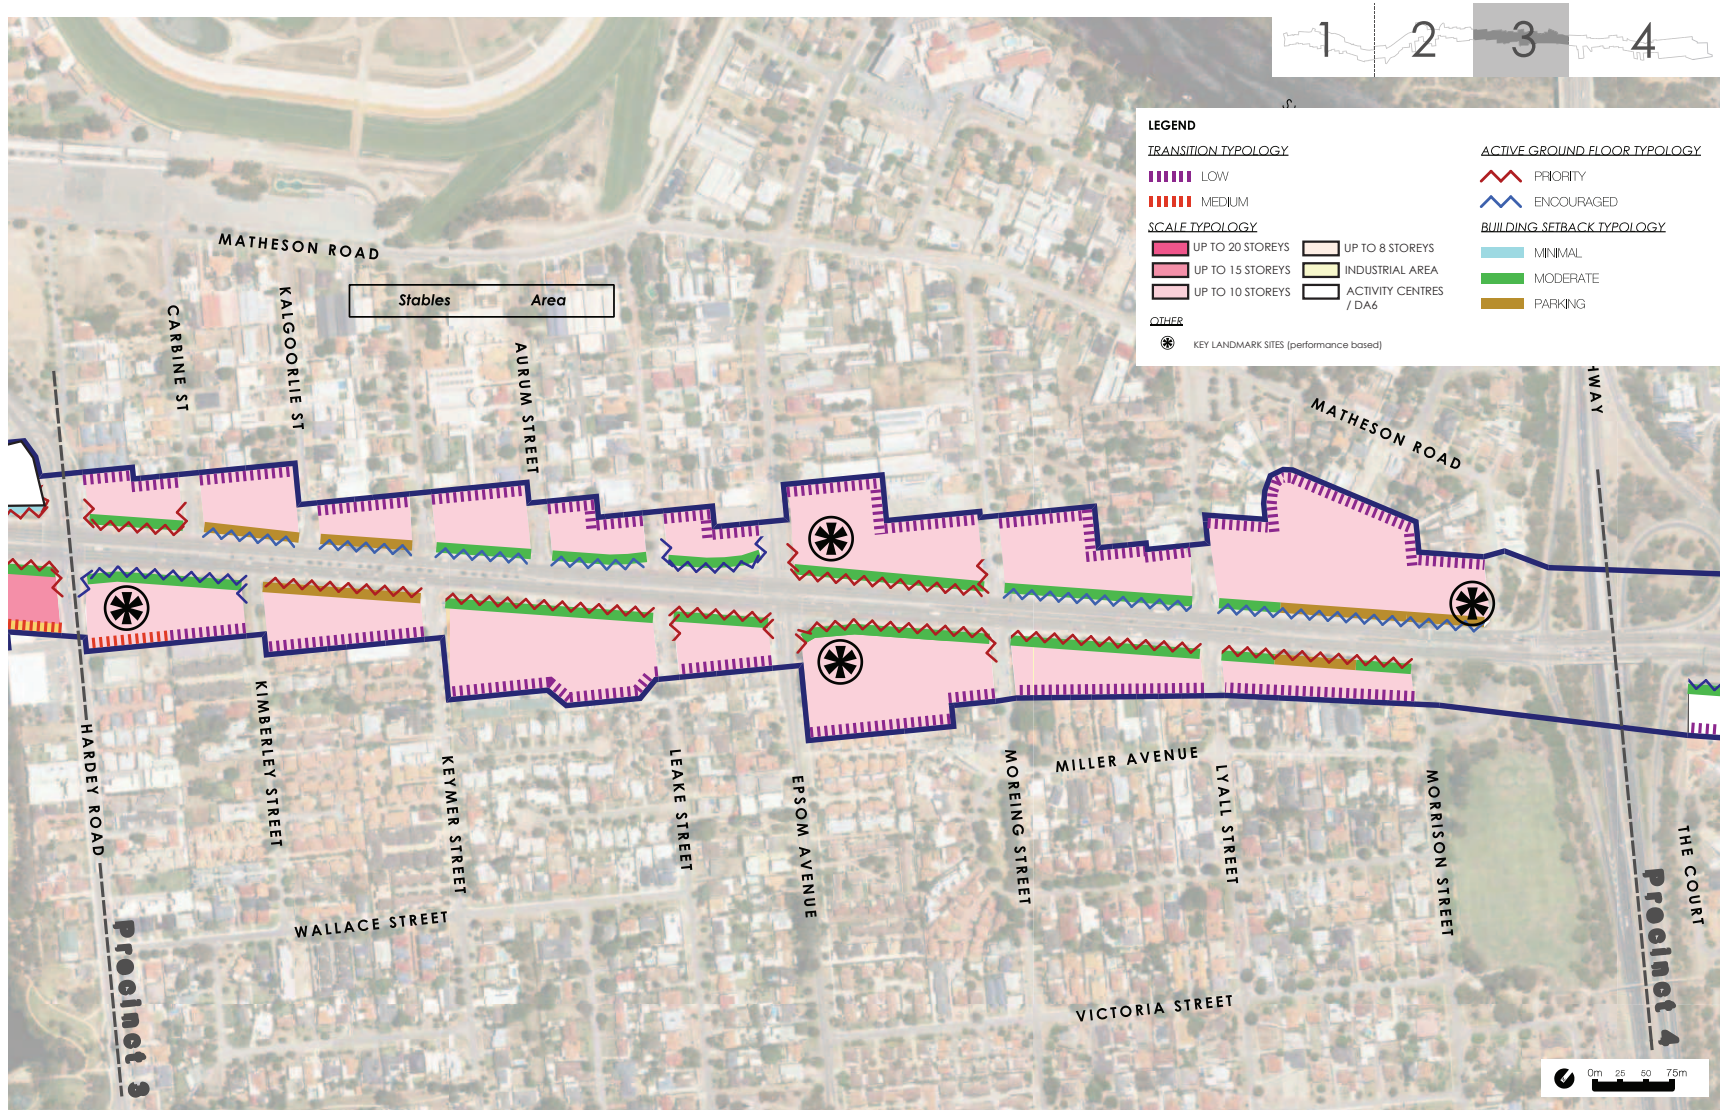 1 2 3 4
LEGEND
TRANSITION TYPOLOGY
LOW
MEDIUM
SCALE TYPOLOGY
UP TO 20 STOREYS
UP TO 15 STOREYS
UP TO 10 STOREYS
UP TO 8 STOREYS
INDUSTRIAL AREA
ACTIVITY CENTRES
/ DA6
OTHER
KEY LANDMARK SITES (performance based)
ACTIVE GROUND FLOOR TYPOLOGY
PRIORITY
ENCOURAGED
BUILDING SETBACK TYPOLOGY
MINIMAL
MODERATE
PARKING
MATHESON ROAD
Stables Area
CARBINE ST
KALGOORLIE ST
AURUM STREET
MATHESON ROAD
HWAY
HARDEY ROAD
KIMBERLEY STREET
KEYMER STREET
LEAKE STREET
EPSOM AVENUE
MOREING STREET
MILLER AVENUE
LYALL STREET
MORRISON STREET
THE COURT
WALLACE STREET
VICTORIA STREET
Precinct 3
Precinct 4
0m 25 50 75m